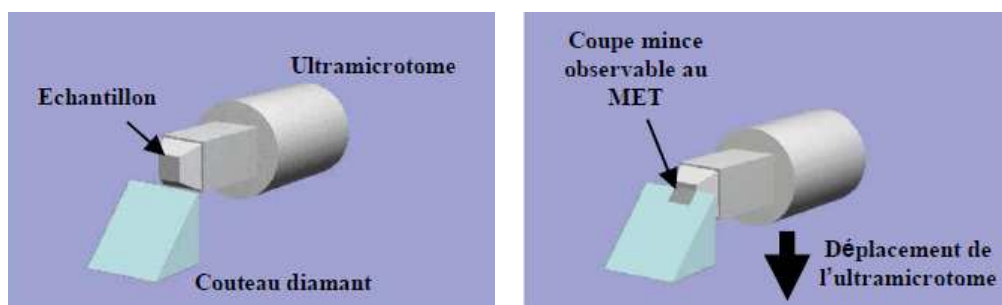 Ultramicrotome
Echantillon
Couteau diamant
Coupe mince
observable au
MET
Déplacement de
l'ultramicrotome